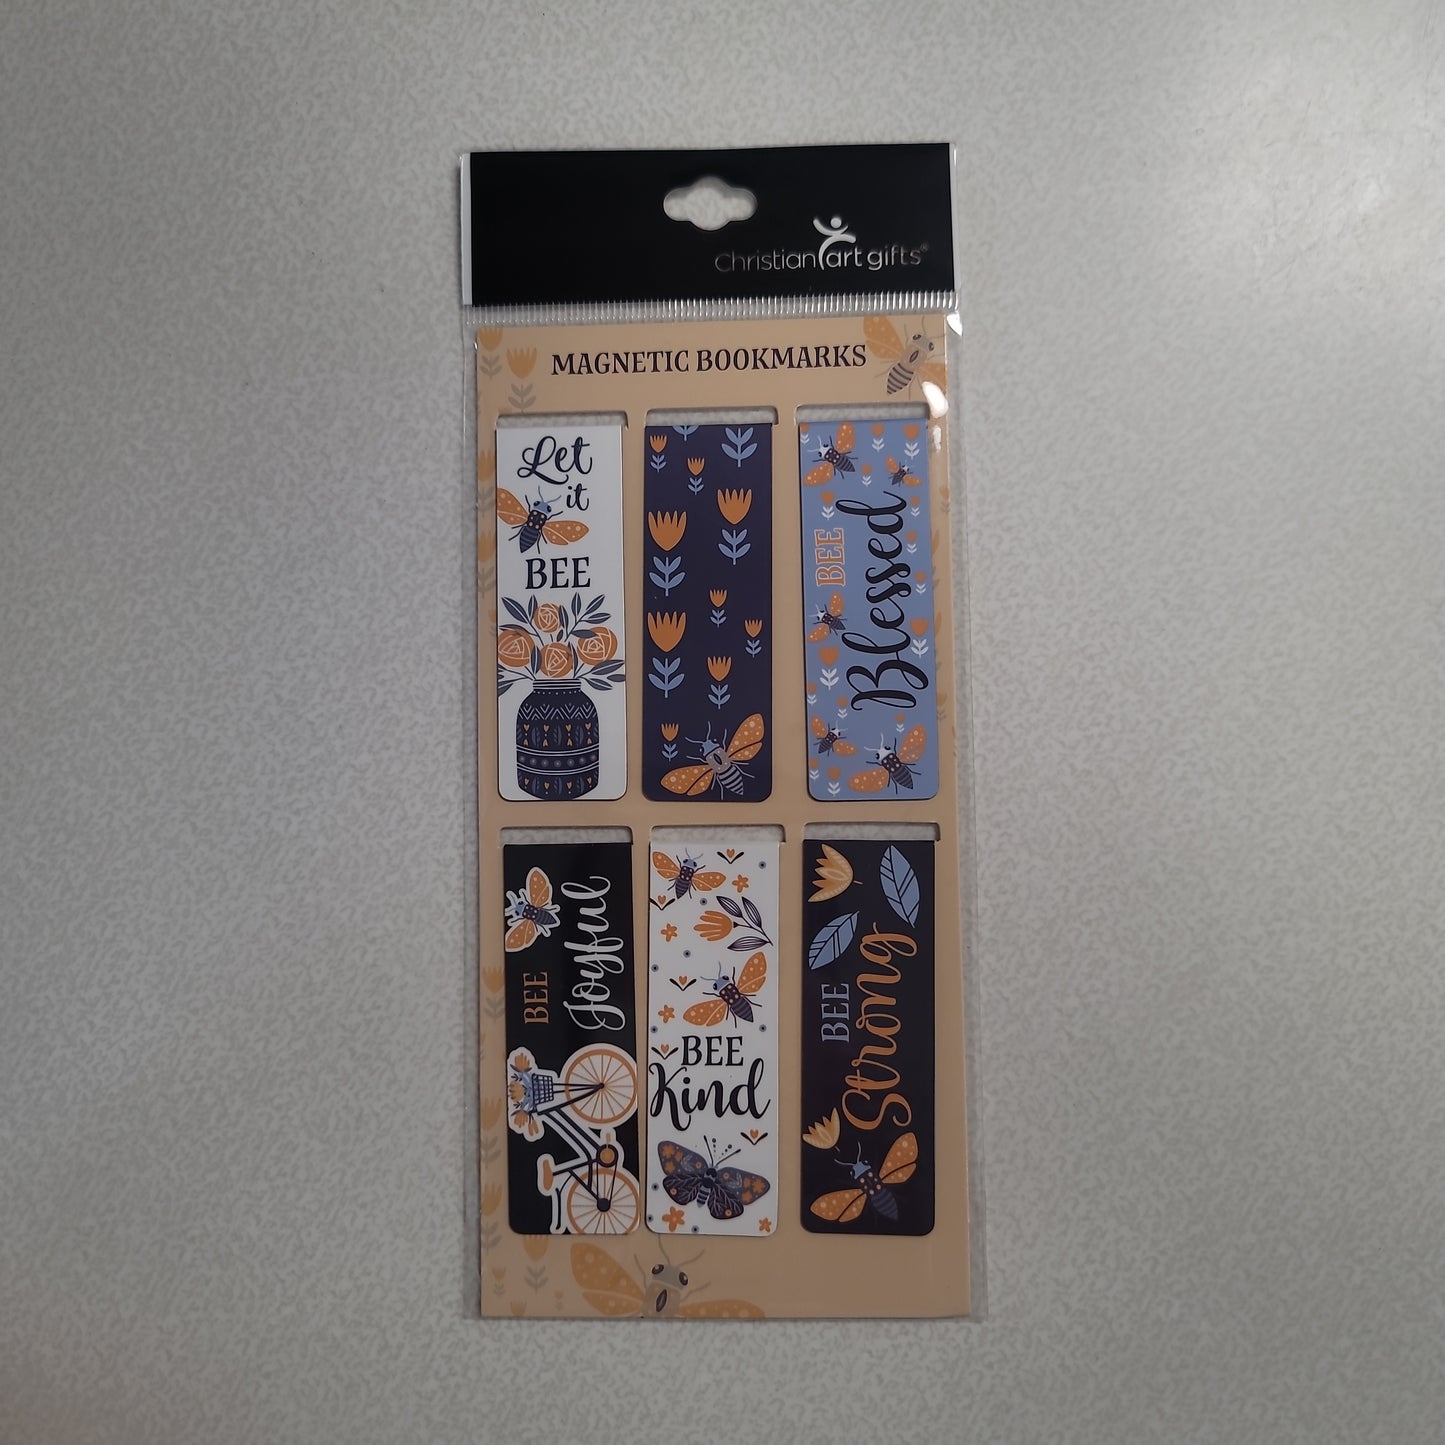 Christian art gifts®
MAGNETIC BOOKMARKS
Let
it
BEE
BEE
Blessed
BEE
Joyful
BEE
Kind
BEE
Strong